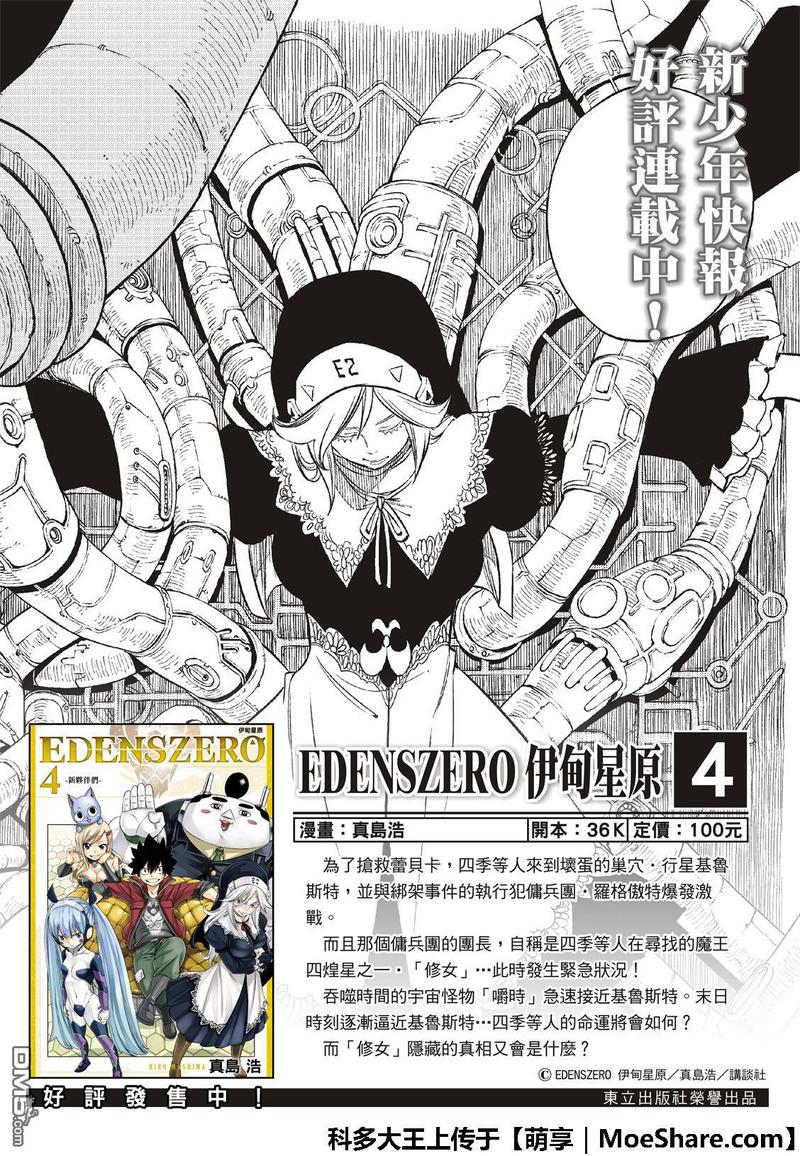 新少年快報
好評連載中！
EZ
伊甸星原
EDENSZERO
4
-新夥伴們-
HIRO MASHIMA 真島 浩
好評發售中！
EDENSZERO 伊甸星原 4
漫畫：真島浩 開本：36K 定價：100元
為了搶救蕾貝卡，四季等人來到壞蛋的巢穴・行星基魯
斯特，並與綁架事件的執行犯傭兵團・羅格傲特爆發激
戰。
而且那個傭兵團的團長，自稱是四季等人在尋找的魔王
四煌星之一・「修女」…此時發生緊急狀況！
吞噬時間的宇宙怪物「嚼時」急速接近基魯斯特。末日
時刻逐漸逼近基魯斯特…四季等人的命運將會如何？
而「修女」隱藏的真相又會是什麼？
© EDENSZERO 伊甸星原／真島浩／講談社
東立出版社榮譽出品
DM5.com
科多大王上传于【萌享｜MoeShare.com】